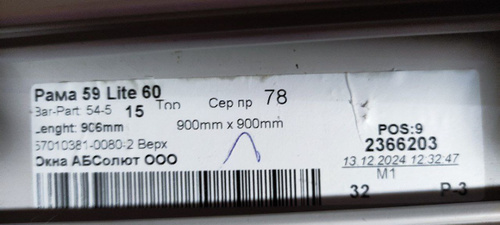 Рама 59 Lite 60
Bar-Part: 54-5 15 Top Сер пр 78
Lenght: 906mm 900mm x 900mm POS:9
57010381-0080:2 Верх 2366203
Окна АБСолют ООО 13.12.2024 12:32:47
M1
32 P-3